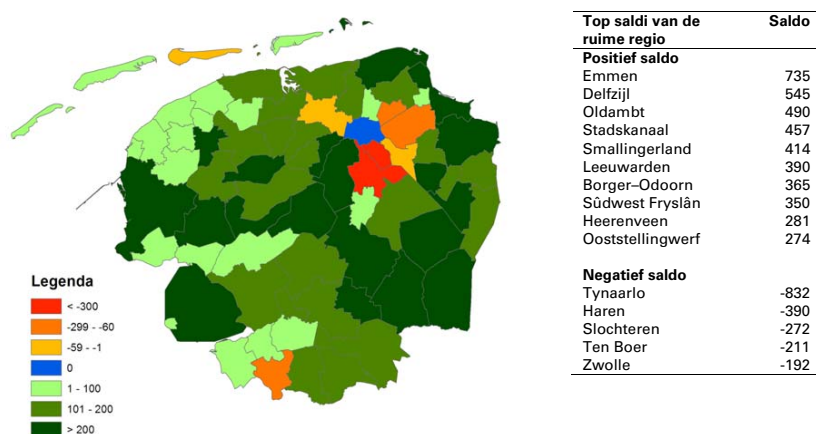 Legenda
< -300
-299 - -60
-59 - -1
0
1 - 100
101 - 200
> 200
Top saldi van de Saldo
ruime regio
Positief saldo
Emmen 735
Delfzijl 545
Oldambt 490
Stadskanaal 457
Smallingerland 414
Leeuwarden 390
Borger–Odoorn 365
Sûdwest Fryslân 350
Heerenveen 281
Ooststellingwerf 274
Negatief saldo
Tynaarlo -832
Haren -390
Slochteren -272
Ten Boer -211
Zwolle -192